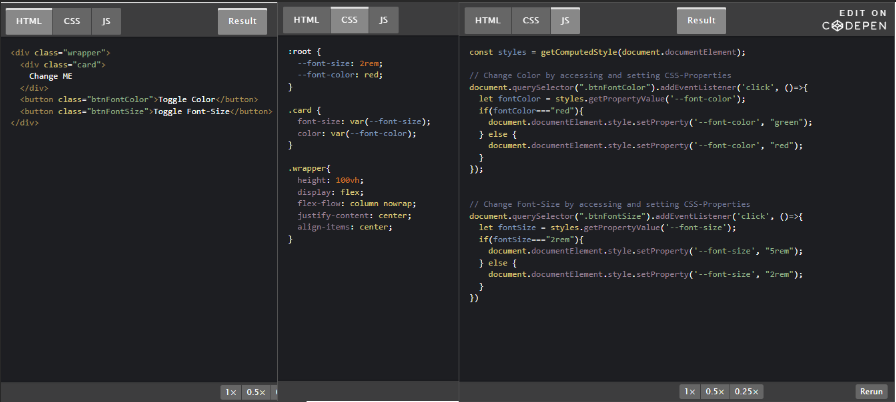 HTML CSS JS Result
<div class="wrapper">
  <div class="card">
    Change ME
  </div>
  <button class="btnFontColor">Toggle Color</button>
  <button class="btnFontSize">Toggle Font-Size</button>
</div>
1× 0.5×
HTML CSS JS
:root {
  --font-size: 2rem;
  --font-color: red;
}
.card {
  font-size: var(--font-size);
  color: var(--font-color);
}
.wrapper{
  height: 100vh;
  display: flex;
  flex-flow: column nowrap;
  justify-content: center;
  align-items: center;
}
HTML CSS JS Result
EDIT ON
CODEPEN
const styles = getComputedStyle(document.documentElement);
// Change Color by accessing and setting CSS-Properties
document.querySelector(".btnFontColor").addEventListener('click', ()=>{
  let fontColor = styles.getPropertyValue('--font-color');
  if(fontColor==="red"){
    document.documentElement.style.setProperty('--font-color', "green");
  } else {
    document.documentElement.style.setProperty('--font-color', "red");
  }
});
// Change Font-Size by accessing and setting CSS-Properties
document.querySelector(".btnFontSize").addEventListener('click', ()=>{
  let fontSize = styles.getPropertyValue('--font-size');
  if(fontSize==="2rem"){
    document.documentElement.style.setProperty('--font-size', "5rem");
  } else {
    document.documentElement.style.setProperty('--font-size', "2rem");
  }
})
1× 0.5× 0.25× Rerun